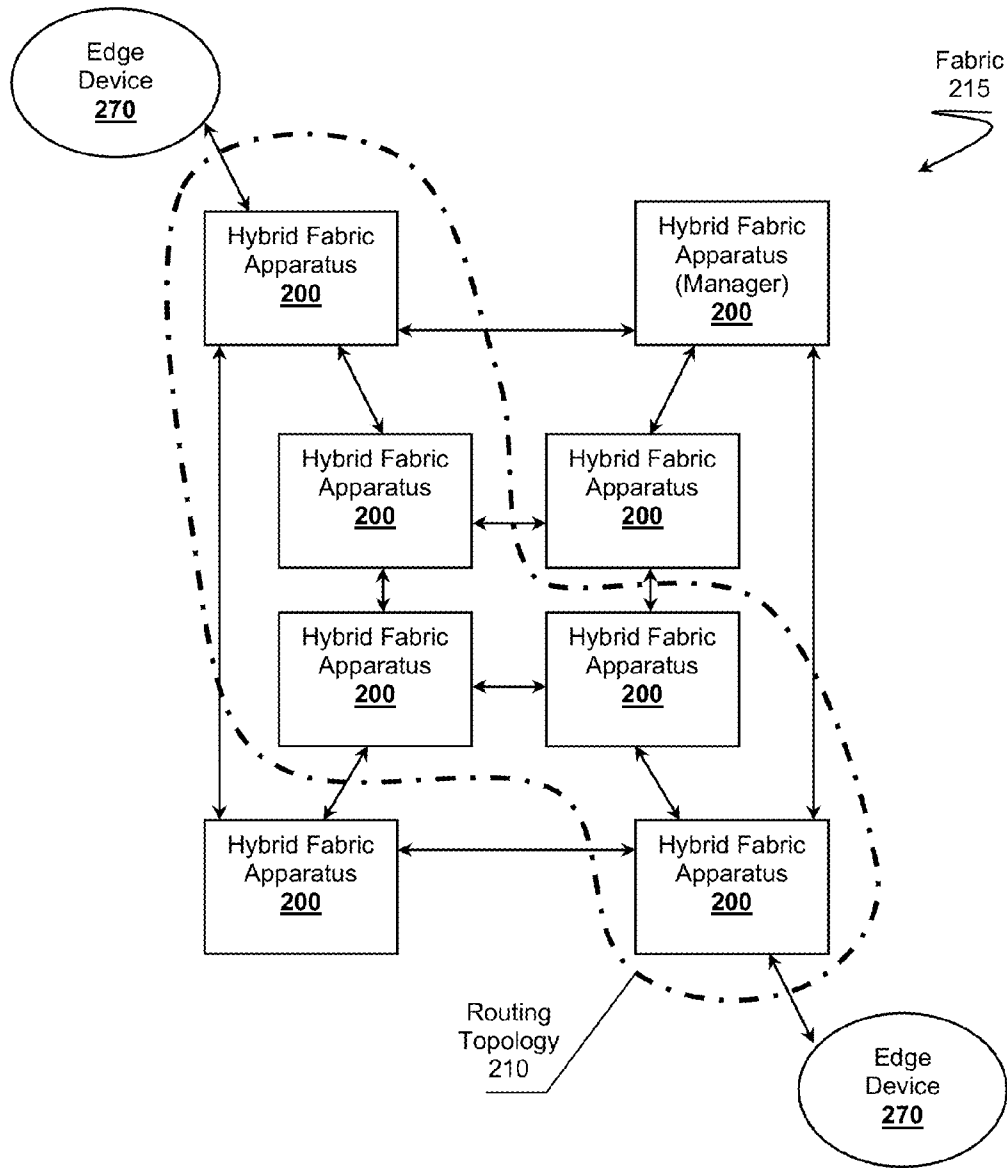 Edge
Device
270
Fabric
215
Hybrid Fabric
Apparatus
200
Hybrid Fabric
Apparatus
(Manager)
200
Hybrid Fabric
Apparatus
200
Hybrid Fabric
Apparatus
200
Hybrid Fabric
Apparatus
200
Hybrid Fabric
Apparatus
200
Hybrid Fabric
Apparatus
200
Hybrid Fabric
Apparatus
200
Routing
Topology
210
Edge
Device
270